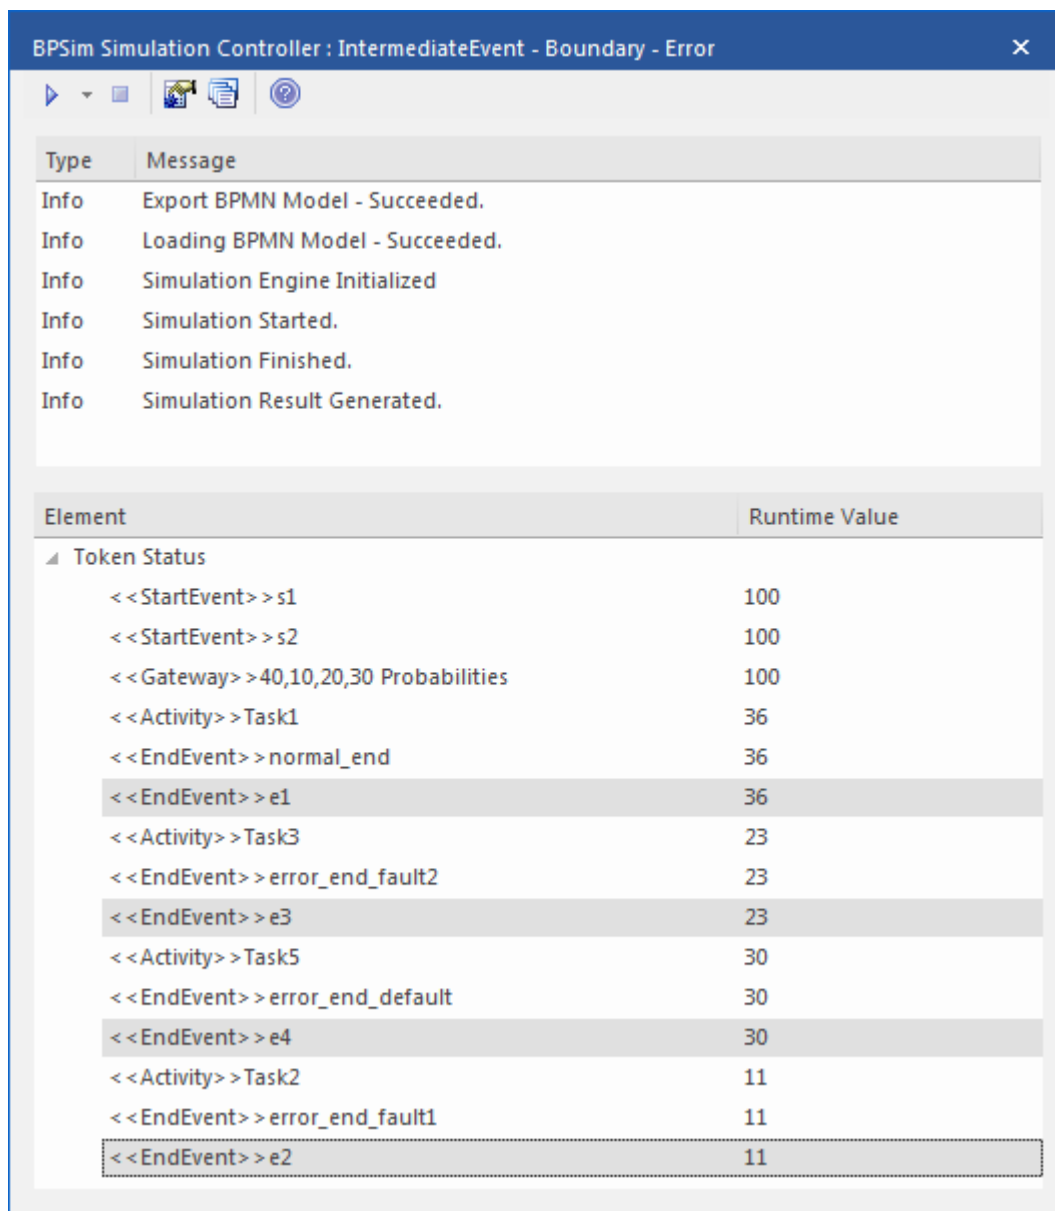 BPSim Simulation Controller : IntermediateEvent - Boundary - Error
Type Message
Info Export BPMN Model - Succeeded.
Info Loading BPMN Model - Succeeded.
Info Simulation Engine Initialized
Info Simulation Started.
Info Simulation Finished.
Info Simulation Result Generated.
Element Runtime Value
Token Status
<<StartEvent>>s1 100
<<StartEvent>>s2 100
<<Gateway>>40,10,20,30 Probabilities 100
<<Activity>>Task1 36
<<EndEvent>>normal_end 36
<<EndEvent>>e1 36
<<Activity>>Task3 23
<<EndEvent>>error_end_fault2 23
<<EndEvent>>e3 23
<<Activity>>Task5 30
<<EndEvent>>error_end_default 30
<<EndEvent>>e4 30
<<Activity>>Task2 11
<<EndEvent>>error_end_fault1 11
<<EndEvent>>e2 11